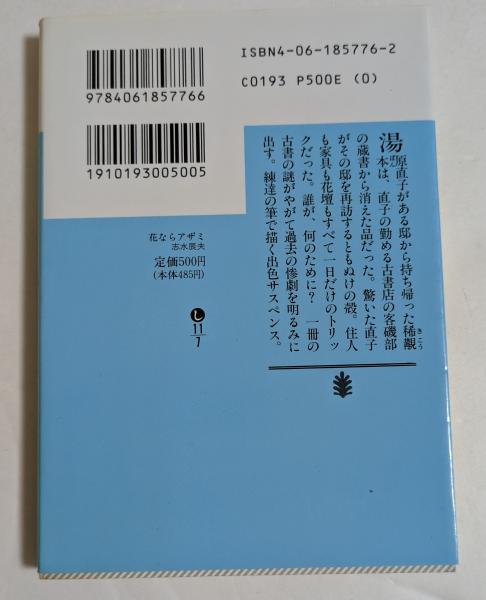 ISBN4-06-185776-2
C0193 P500E (0)
9784061857766
1910193005005
湯原直子がある邸から持ち帰った稀覯
きこう
本は、直子の勤める古書店の客磯部
の蔵書から消えた品だった。驚いた直子
がその邸を再訪するともぬけの殻。住人
も家具も花壇もすべて一日だけのトリッ
クだった。誰が、何のために? 一冊の
古書の謎がやがて過去の惨劇を明るみに
出す。練達の筆で描く出色サスペンス。
花ならアザミ
志水辰夫
定価500円
(本体485円)
し
11
7